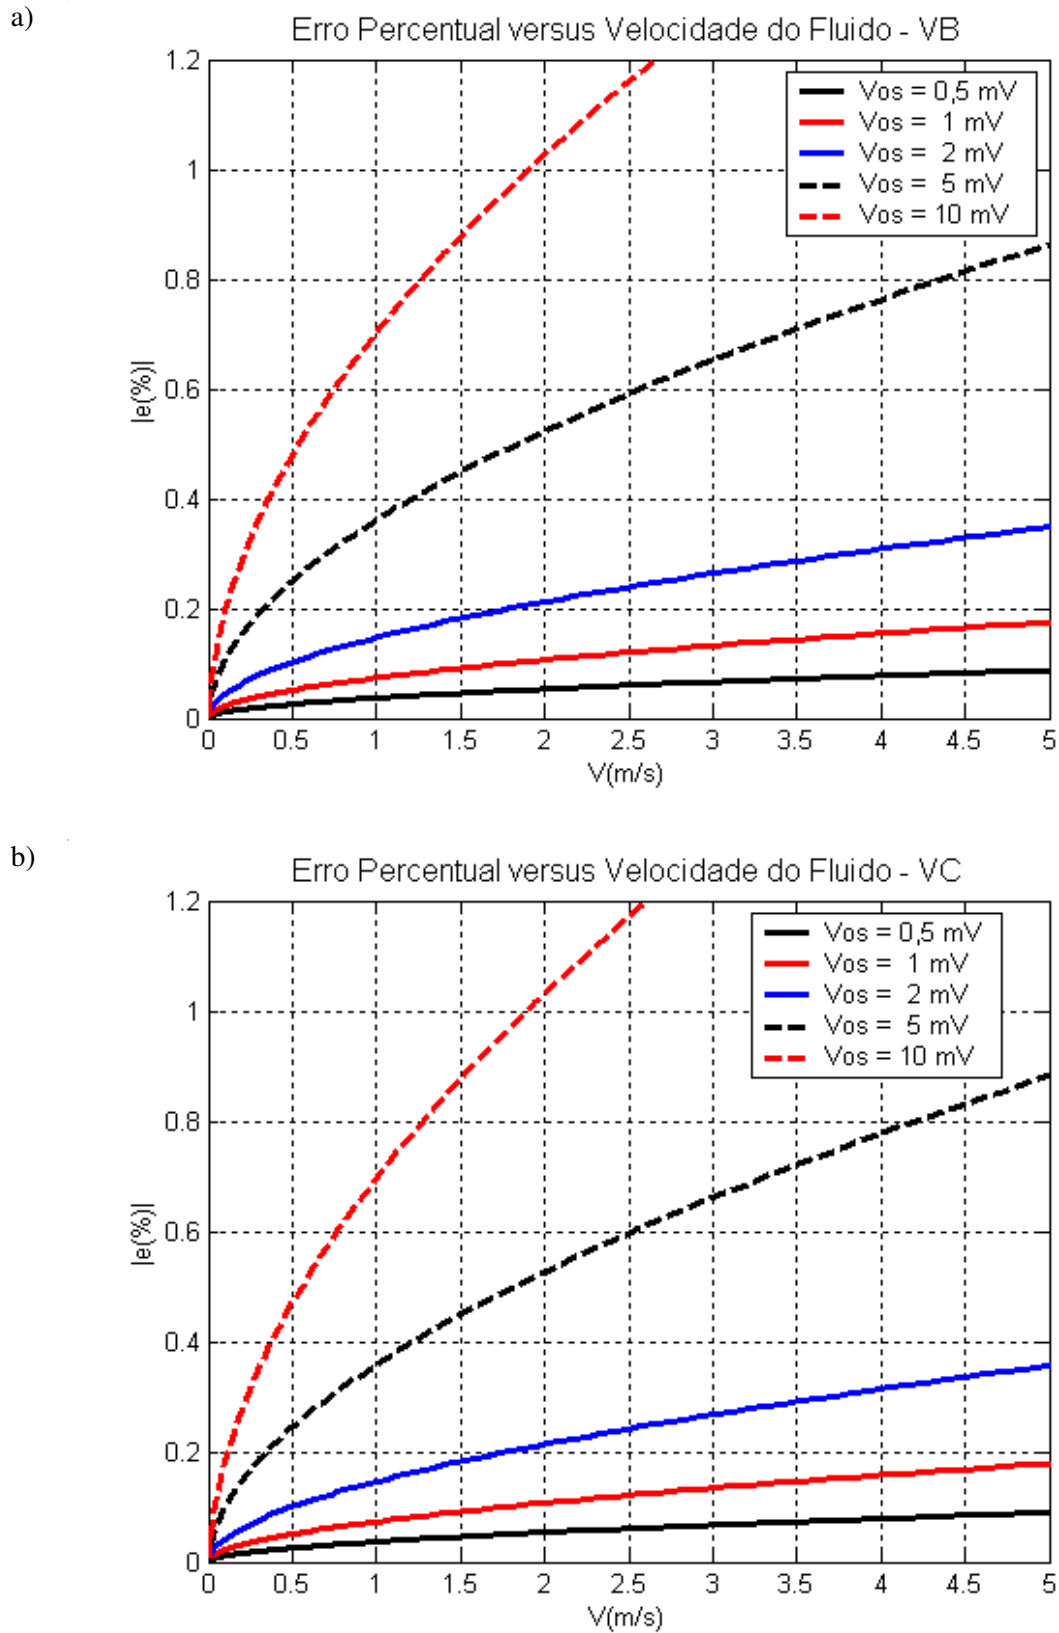 a)
Erro Percentual versus Velocidade do Fluido - VB
1.2
1
0.8
0.6
0.4
0.2
0
|e(%)|
Vos = 0,5 mV
Vos = 1 mV
Vos = 2 mV
Vos = 5 mV
Vos = 10 mV
0 0.5 1 1.5 2 2.5 3 3.5 4 4.5 5
V(m/s)
b)
Erro Percentual versus Velocidade do Fluido - VC
1.2
1
0.8
0.6
0.4
0.2
0
|e(%)|
Vos = 0,5 mV
Vos = 1 mV
Vos = 2 mV
Vos = 5 mV
Vos = 10 mV
0 0.5 1 1.5 2 2.5 3 3.5 4 4.5 5
V(m/s)